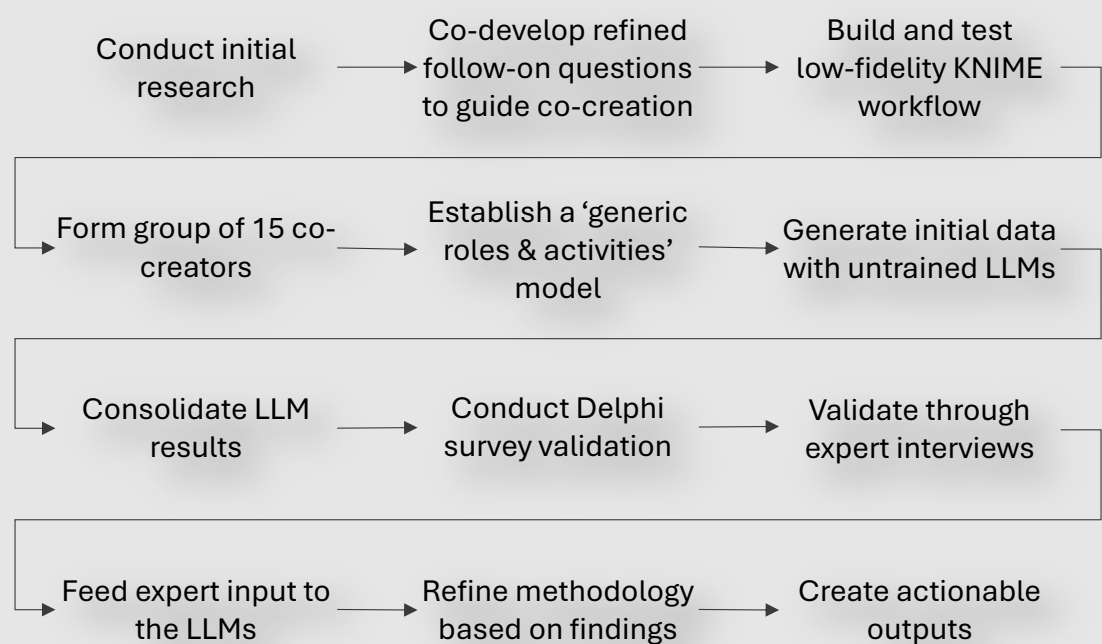 Conduct initial
research
Co-develop refined
follow-on questions
to guide co-creation
Build and test
low-fidelity KNIME
workflow
Form group of 15 co-
creators
Establish a ‘generic
roles & activities’
model
Generate initial data
with untrained LLMs
Consolidate LLM
results
Conduct Delphi
survey validation
Validate through
expert interviews
Feed expert input to
the LLMs
Refine methodology
based on findings
Create actionable
outputs